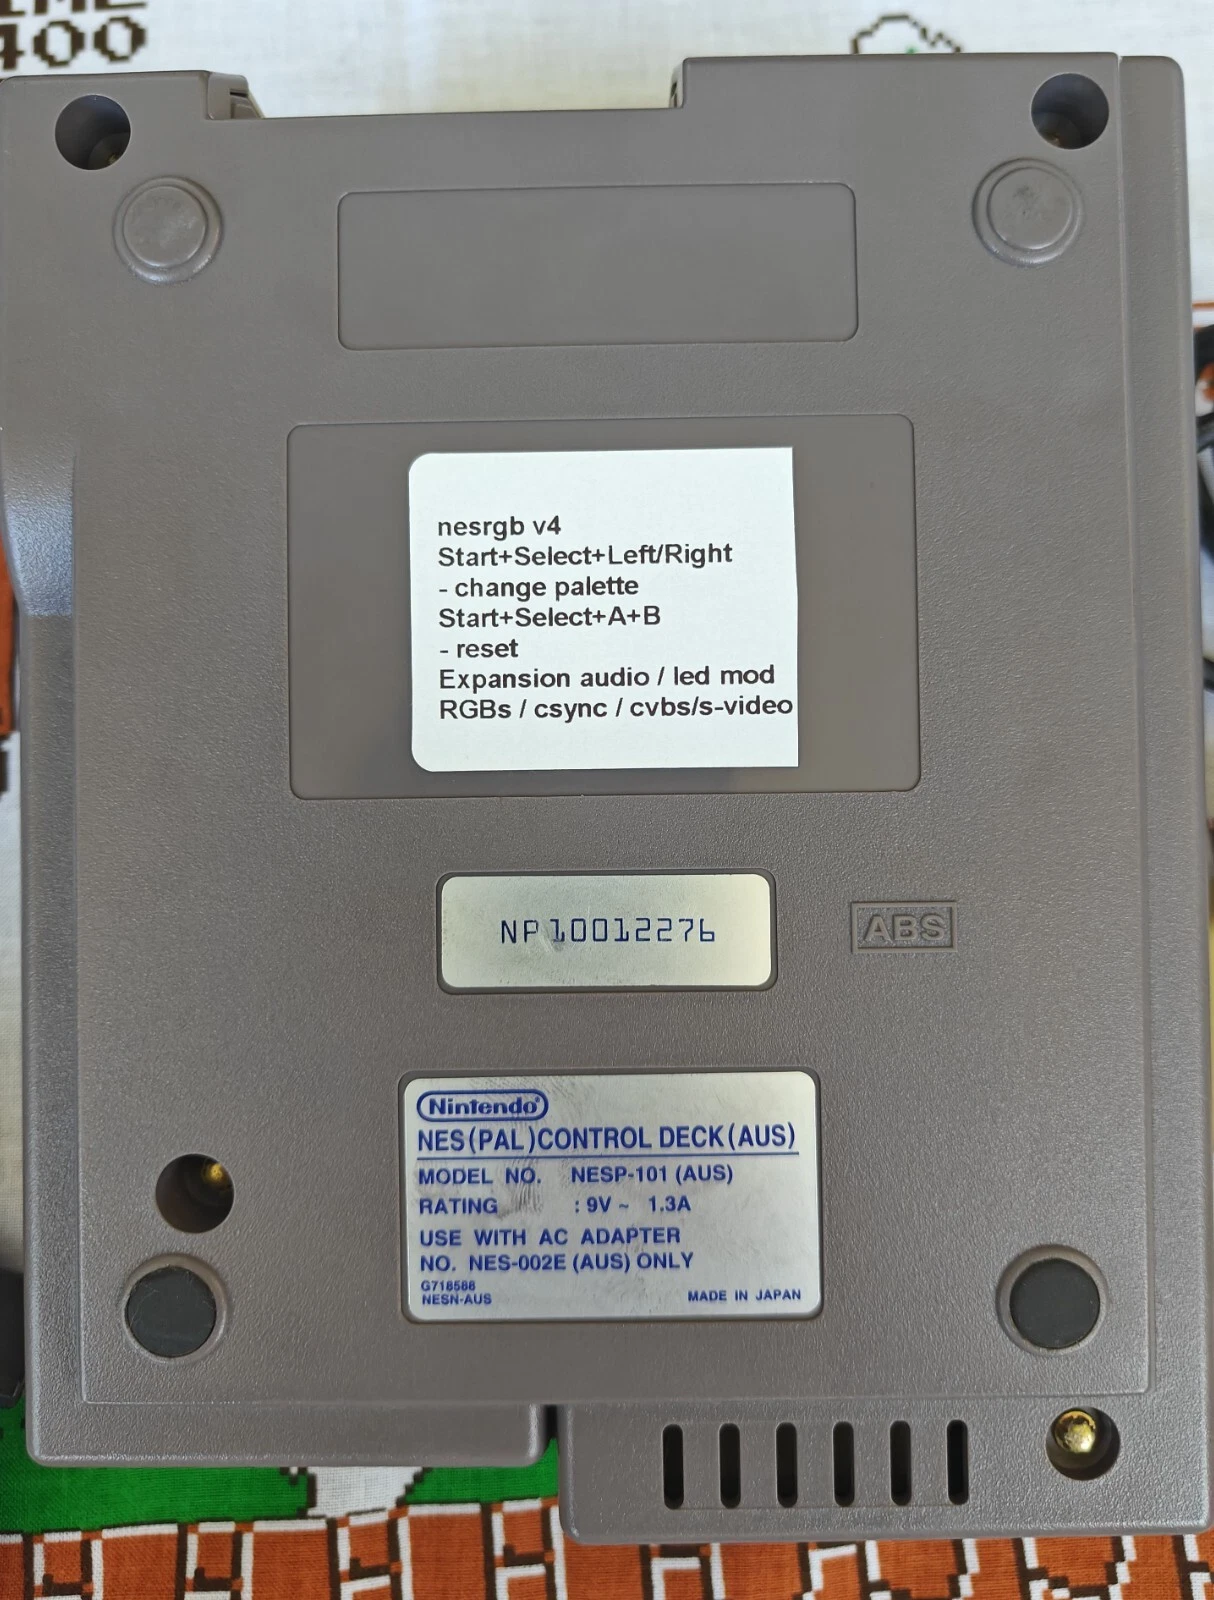 400
nesrgb v4
Start+Select+Left/Right
- change palette
Start+Select+A+B
- reset
Expansion audio / led mod
RGBs / csync / cvbs/s-video
NP10012276
ABS
Nintendo
NES(PAL)CONTROL DECK(AUS)
MODEL NO. NESP-101 (AUS)
RATING : 9V ~ 1.3A
USE WITH AC ADAPTER
NO. NES-002E (AUS) ONLY
G718588
NESN-AUS
MADE IN JAPAN